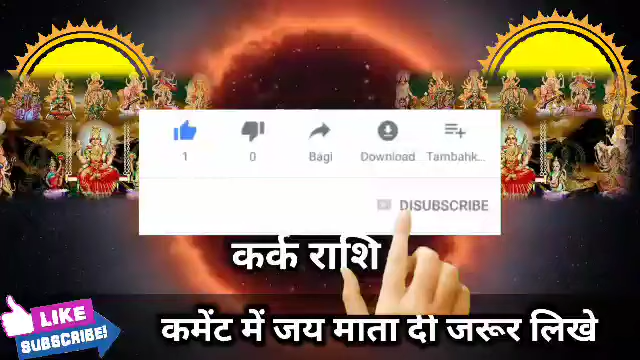 1 0 Bagi Download Tambahk...
DISUBSCRIBE
कर्क राशि
LIKE
SUBSCRIBE!
कमेंट में जय माता दी जरूर लिखे